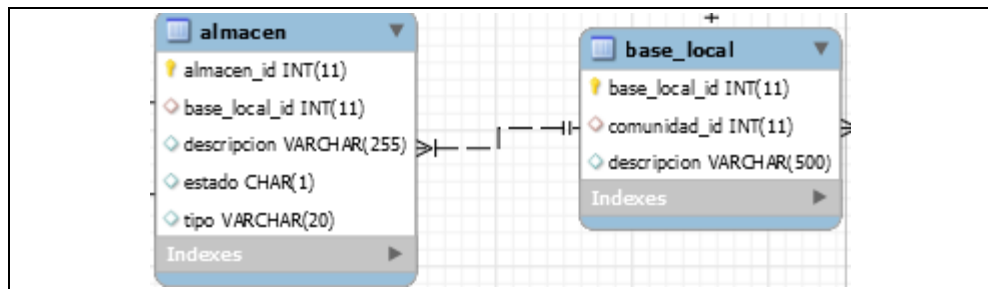 almacen
almacen_id INT(11)
base_local_id INT(11)
descripcion VARCHAR(255)
estado CHAR(1)
tipo VARCHAR(20)
Indexes
base_local
base_local_id INT(11)
comunidad_id INT(11)
descripcion VARCHAR(500)
Indexes